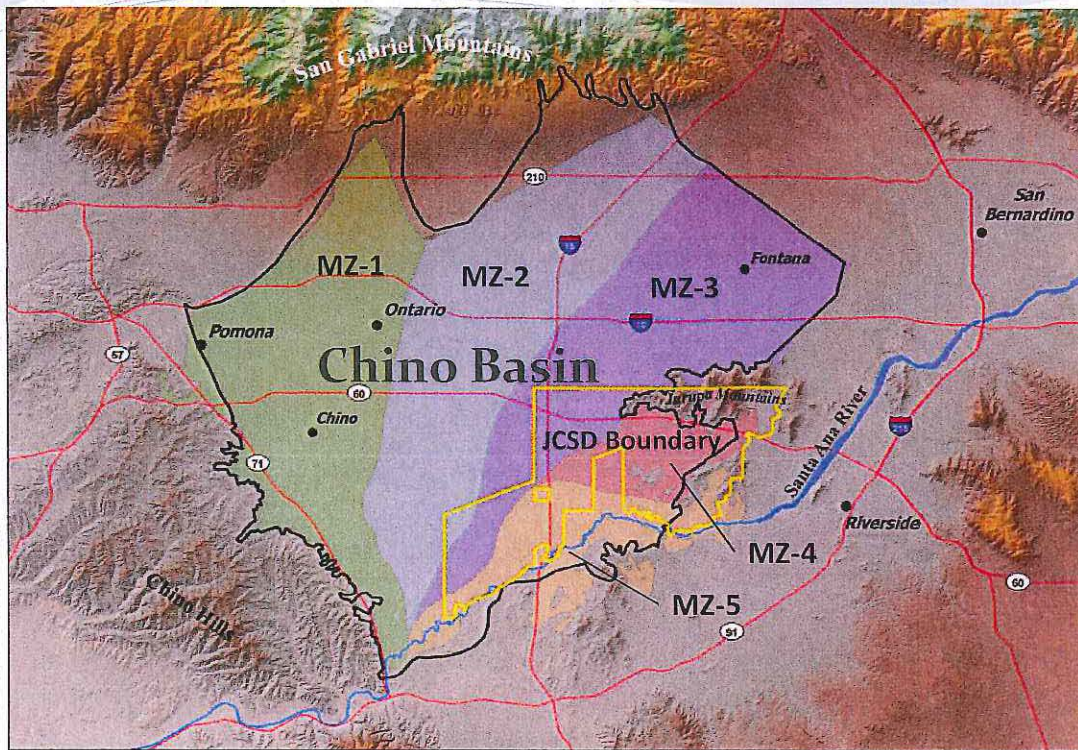 San Gabriel Mountains
210
San
Bernardino
15
MZ-1
MZ-2
Fontana
MZ-3
Ontario
Pomona
57
Chino Basin
60
Jurupa Mountains
Chino
JCSD Boundary
Santa Ana River
215
71
Riverside
MZ-4
60
MZ-5
Chino Hills
91